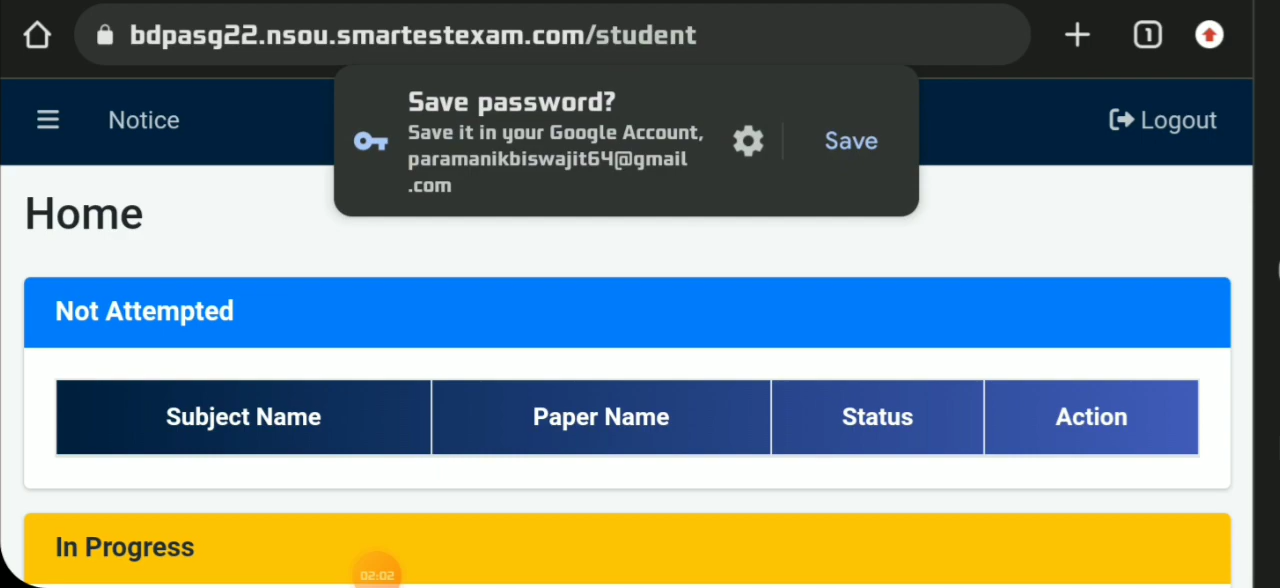 bdpasg22.nsou.smartestexam.com/student
1
Notice
Save password?
Save it in your Google Account,
paramanikbiswajit64@gmail
.com
Save
Logout
Home
Not Attempted
Subject Name Paper Name Status Action
In Progress
02:02